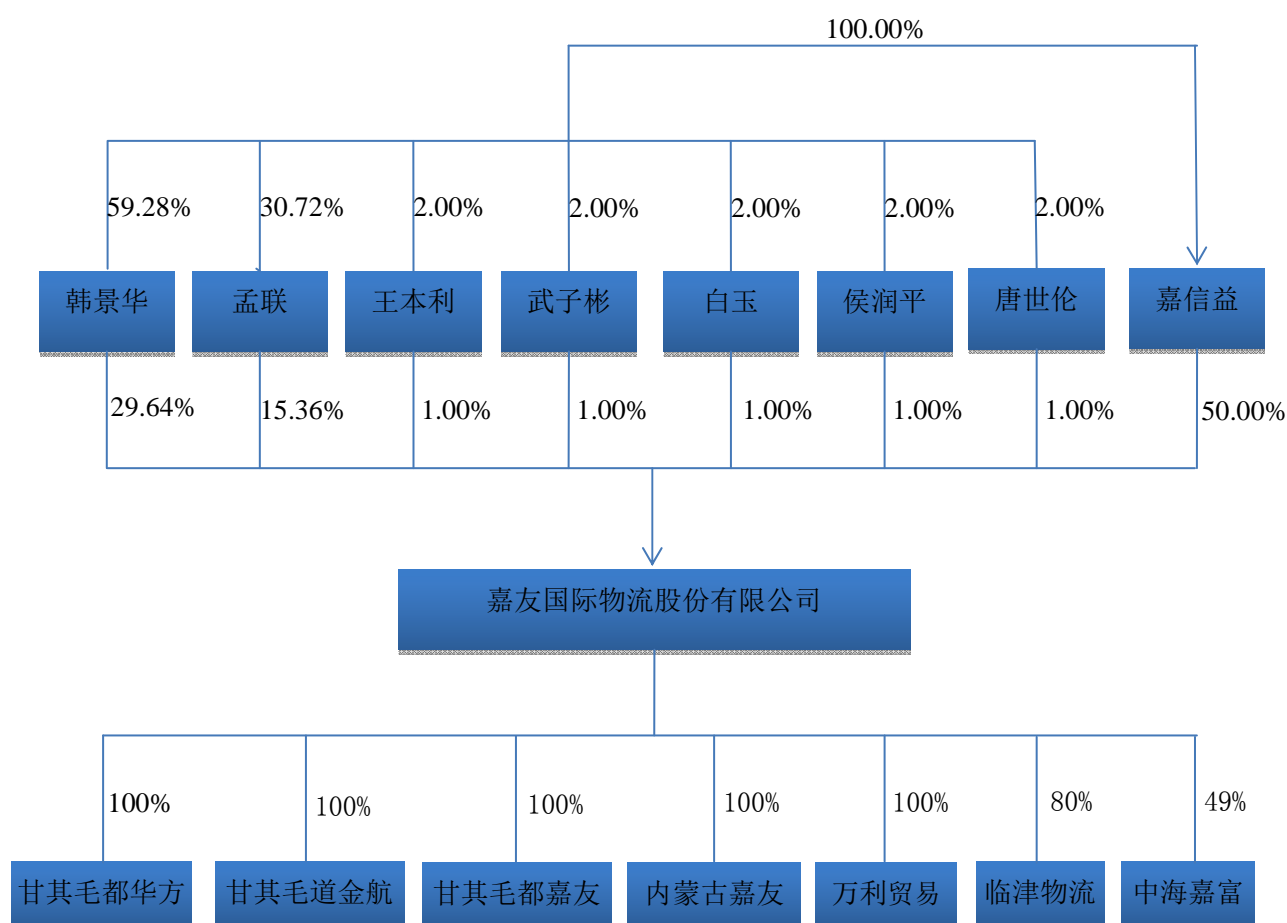 100.00%
59.28%
30.72%
2.00%
2.00%
2.00%
2.00%
2.00%
韩景华
孟联
王本利
武子彬
白玉
侯润平
唐世伦
嘉信益
29.64%
15.36%
1.00%
1.00%
1.00%
1.00%
1.00%
50.00%
嘉友国际物流股份有限公司
100%
100%
100%
100%
100%
80%
49%
甘其毛都华方
甘其毛道金航
甘其毛都嘉友
内蒙古嘉友
万利贸易
临津物流
中海嘉富